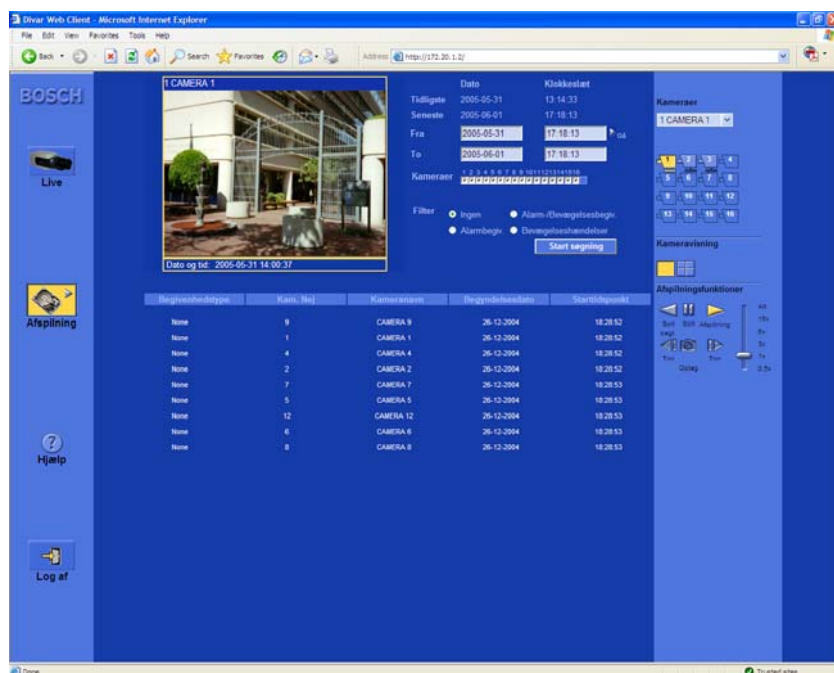 Divar Web Client - Microsoft Internet Explorer
File Edit View Favorites Tools Help
Back Search Favorites Address http://172.20.1.2/
BOSCH
Live
Afspilning
Hjælp
Log af
1 CAMERA 1
Dato og tid: 2005-05-31 14:00:37
Dato Klokkeslæt
Tidligste 2005-05-31 13:14:33
Seneste 2005-06-01 17:18:13
Fra 2005-05-31 17:18:13
To 2005-06-01 17:18:13
Kameraer 1 2 3 4 5 6 7 8 9 10 11 12 13 14 15 16
Filter Ingen Alarm-/Bevægelsesbegiv.
Alarmbegiv. Bevægelseshændelser
Start søgning
Begivenhedstype Kam. Nej Kameranavn Begyndelsesdato Starttidspunkt
None 9 CAMERA 9 26-12-2004 18:28:52
None 1 CAMERA 1 26-12-2004 18:28:52
None 4 CAMERA 4 26-12-2004 18:28:52
None 2 CAMERA 2 26-12-2004 18:28:52
None 7 CAMERA 7 26-12-2004 18:28:53
None 5 CAMERA 5 26-12-2004 18:28:53
None 12 CAMERA 12 26-12-2004 18:28:53
None 6 CAMERA 6 26-12-2004 18:28:53
None 8 CAMERA 8 26-12-2004 18:28:53
Kameraer
1 CAMERA 1
1 2 3 4
5 6 7 8
9 10 11 12
13 14 15 16
Kameravisning
Afspilningsfunktioner
Still Afspilning
Trin Trin
Done Trusted sites